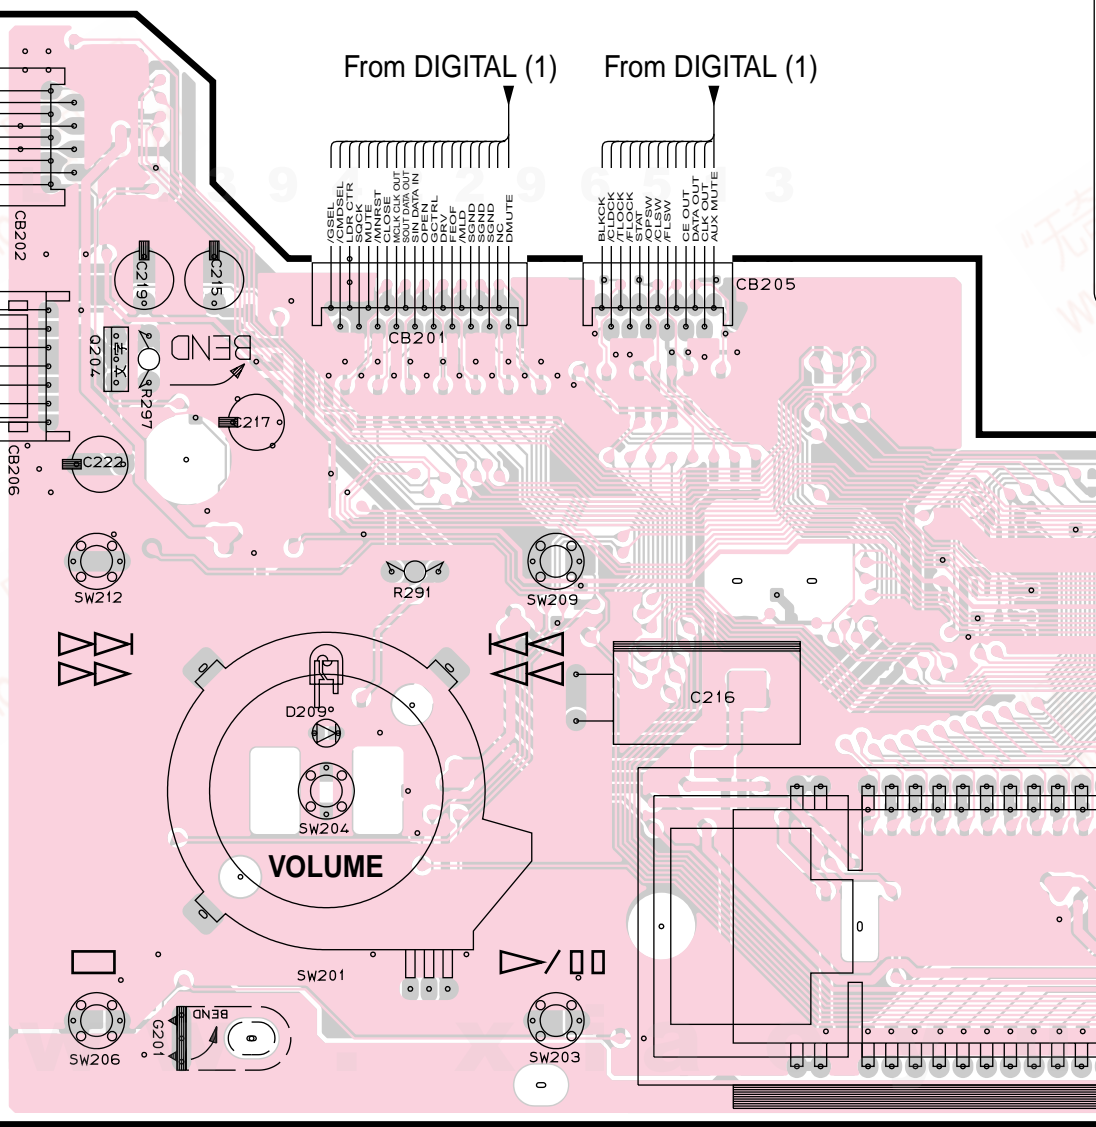 From DIGITAL (1)
From DIGITAL (1)
/GSEL
/CMDSEL
LDR CTR
SQCK
MUTE
/MNRST
CLOSE
MCLK CLK OUT
SOUT DATA OUT
SIN DATA IN
OPEN
GCTRL
DRV
FEOF
/MLD
SGND
SGND
SGND
NC
DMUTE
BLKCK
/CLDCK
/FLOCK
/TLOCK
STAT
/OPSW
/CLSW
/FLSW
CE OUT
DATA OUT
CLK OUT
AUX MUTE
CB202
C219
C215
CB201
CB205
Q204
BEND
R297
C217
CB206
C222
SW212
R291
SW209
C216
D209
SW204
VOLUME
SW201
SW206
G201
BEND
SW203